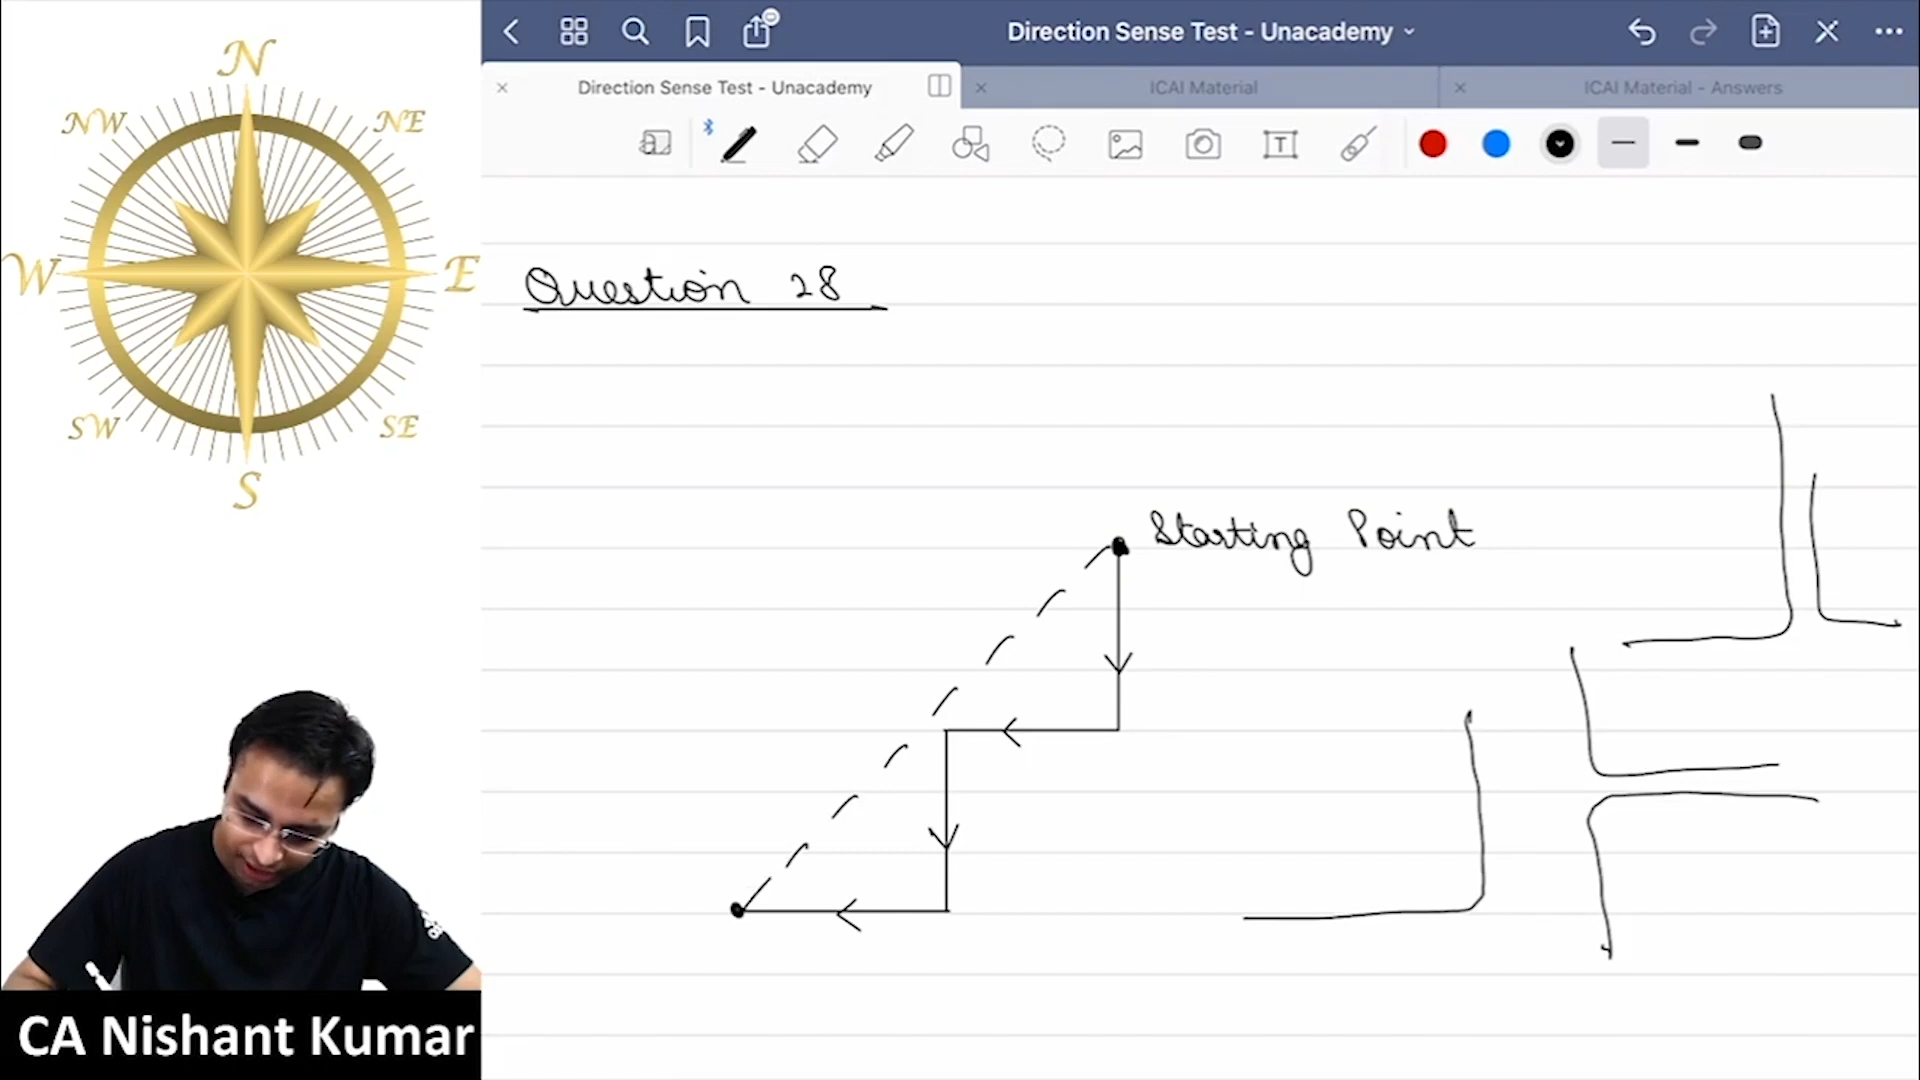 N
NW
NE
W
E
SW
SE
S
Direction Sense Test - Unacademy
Direction Sense Test - Unacademy
ICAI Material
ICAI Material - Answers
T
Question 28
Starting Point
CA Nishant Kumar